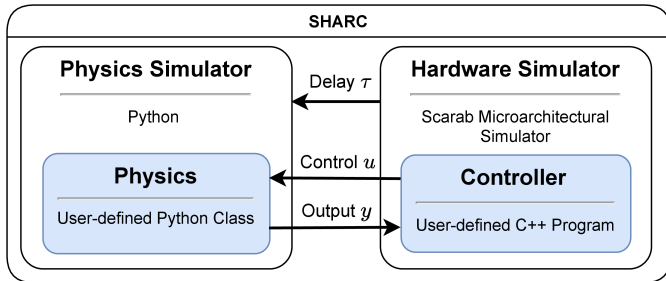 SHARC
Physics Simulator
Python
Physics
User-defined Python Class
Delay τ
Control u
Output y
Hardware Simulator
Scarab Microarchitectural
Simulator
Controller
User-defined C++ Program